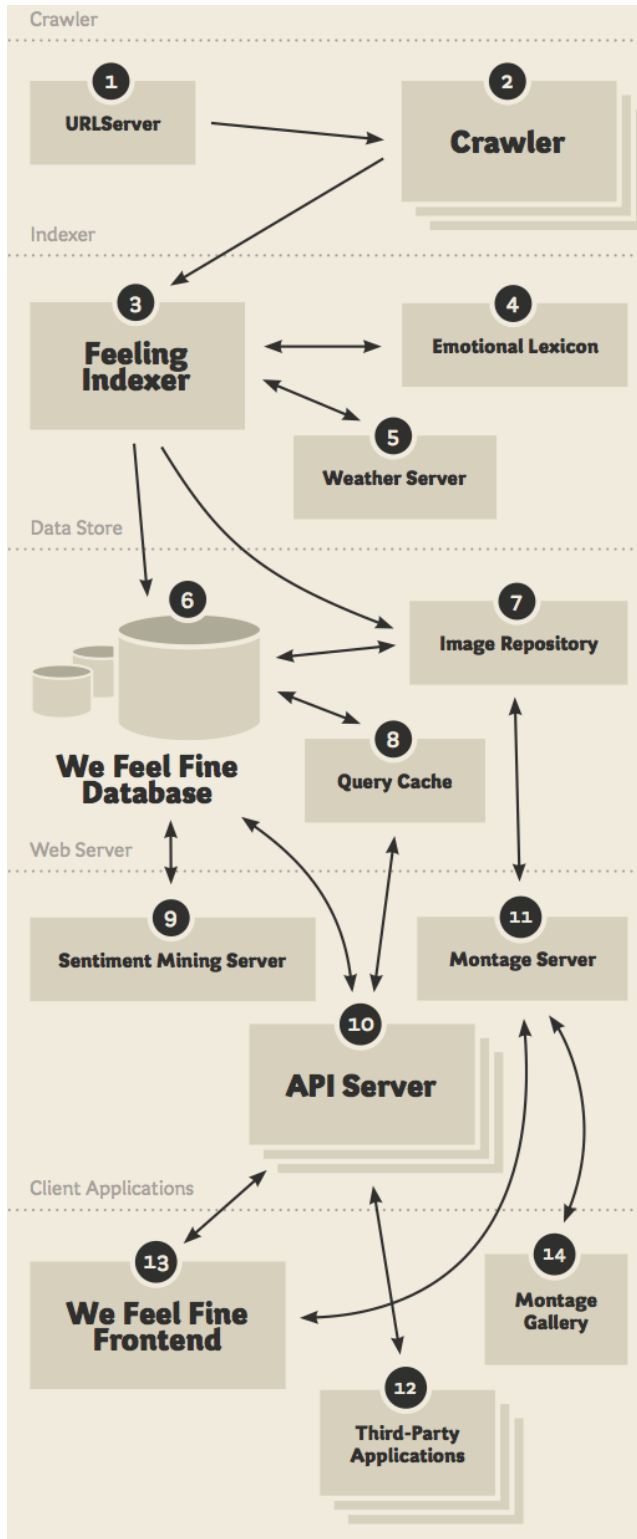 Crawler
1
URLServer
2
Crawler
Indexer
3
Feeling
Indexer
4
Emotional Lexicon
5
Weather Server
Data Store
6
We Feel Fine
Database
7
Image Repository
8
Query Cache
Web Server
9
Sentiment Mining Server
10
API Server
11
Montage Server
Client Applications
13
We Feel Fine
Frontend
14
Montage
Gallery
12
Third-Party
Applications